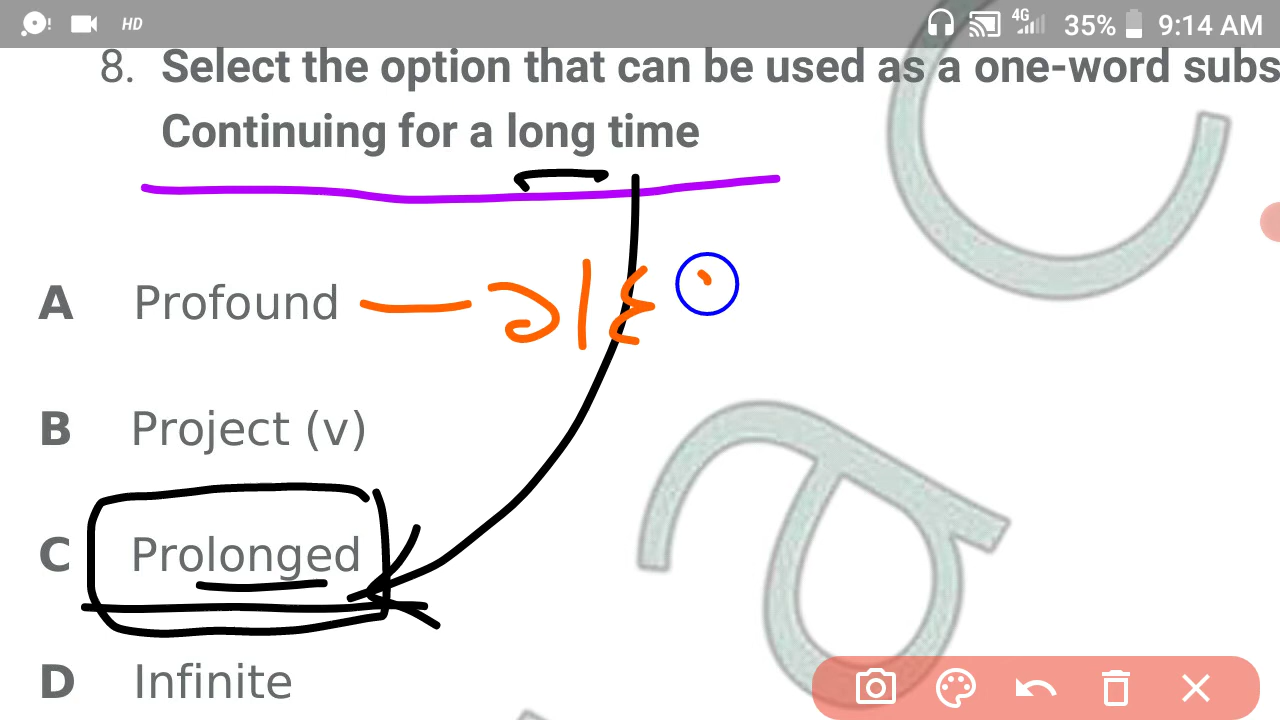 HD 4G 35% 9:14 AM
8. Select the option that can be used as a one-word subs
Continuing for a long time
A Profound
B Project (v)
C Prolonged
D Infinite